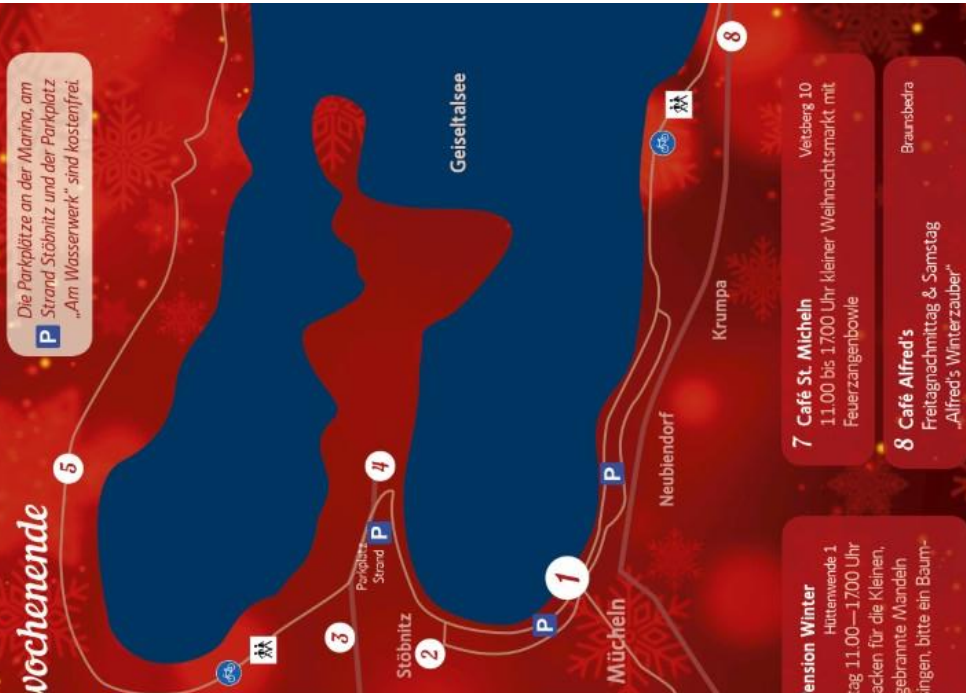 wochenende
Die Parkplätze an der Marina, am
P Strand Stöbnitz und der Parkplatz
„Am Wasserwerk" sind kostenfrei.
5
Parkplatz
Strand
P
4
3
Stöbnitz
2
Geiseltalsee
P
1
P
Mücheln
Neubiendorf
Krumpa
8
ension Winter
Hüttenwende 1
tag 11.00—17.00 Uhr
acken für die Kleinen,
gebrannte Mandeln
ingen, bitte ein Baum-
7 Café St. Micheln Veitsberg 10
11.00 bis 17.00 Uhr kleiner Weihnachtsmarkt mit
Feuerzangenbowle
8 Café Alfred's Braunsbedra
Freitagnachmittag & Samstag
„Alfred's Winterzauber"